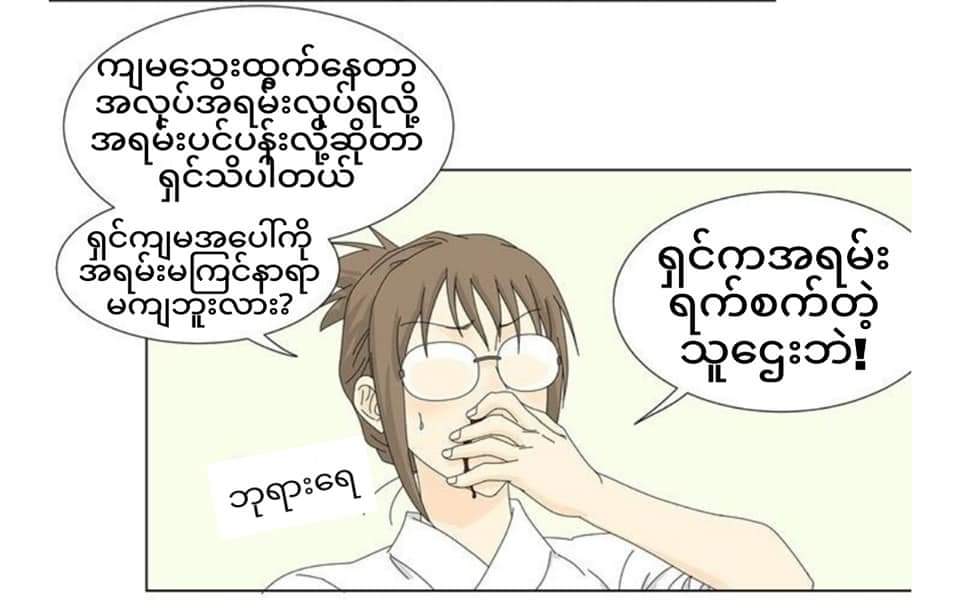 ကျမသွေးထွက်နေတာ
အလုပ်အရမ်းလုပ်ရလို့
အရမ်းပင်ပန်းလို့ဆိုတာ
ရှင်သိပါတယ်
ရှင်ကျမအပေါ်ကို
အရမ်းမကြင်နာရာ
မကျဘူးလား?
ရှင်ကအရမ်း
ရက်စက်တဲ့
သူဌေးဘဲ!
ဘုရားရေ